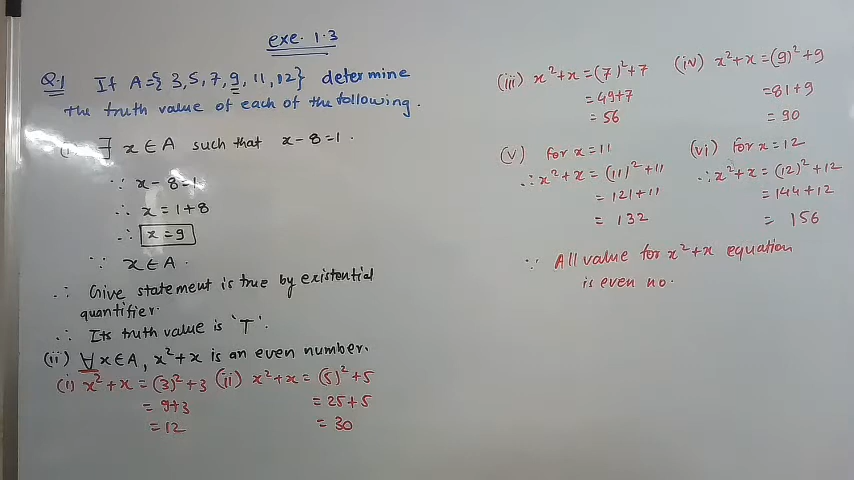 exe. 1.3
Q.1 If A={ 3,5,7,9,11,12} determine
the truth value of each of the following.
(i) ∃ x ∈ A such that x-8=1.
∵ x-8=1
∴ x=1+8
∴ x=9
∵ x ∈ A.
∴ Give statement is true by existential
quantifier.
∴ Its truth value is 'T'.
(ii) ∀ x ∈ A, x²+x is an even number.
(i) x²+x = (3)²+3 (ii) x²+x = (5)²+5
= 9+3 = 25+5
= 12 = 30
(iii) x²+x = (7)²+7 (iv) x²+x = (9)²+9
= 49+7 = 81+9
= 56 = 90
(v) for x=11 (vi) for x=12
∴ x²+x = (11)²+11 ∴ x²+x = (12)²+12
= 121+11 = 144+12
= 132 = 156
∵ All value for x²+x equation
is even no.